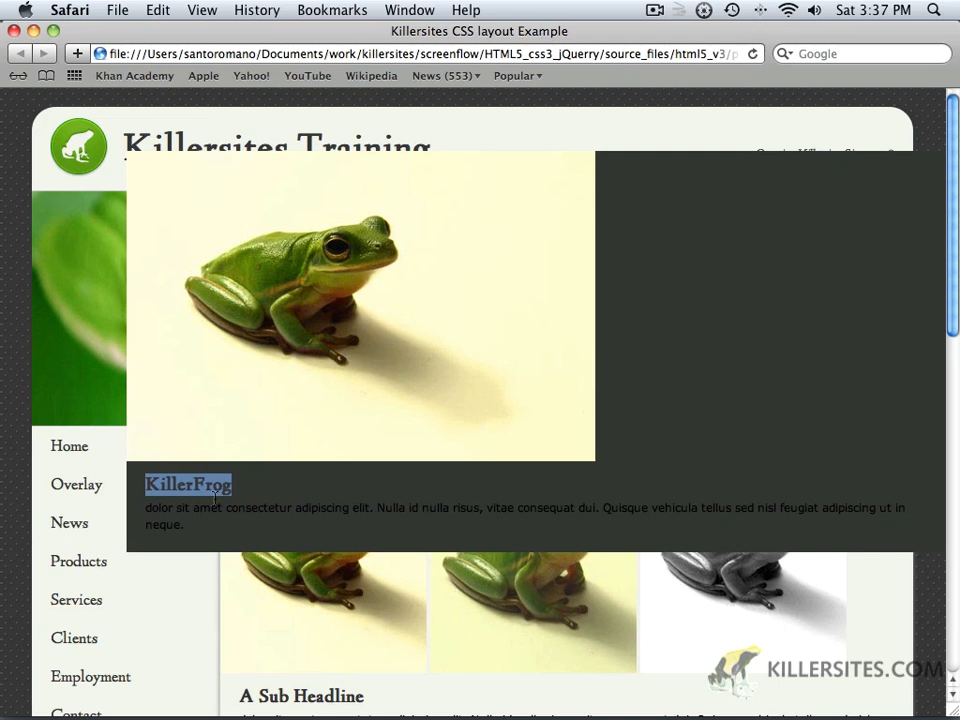 Safari File Edit View History Bookmarks Window Help Sat 3:37 PM
Killersites CSS layout Example
file:///Users/santoromano/Documents/work/killersites/screenflow/HTML5_css3_jQuerry/source_files/html5_v3/p Google
Khan Academy Apple Yahoo! YouTube Wikipedia News (553) Popular
Killersites Training
Home
Overlay
News
Products
Services
Clients
Employment
Contact
KillerFrog
dolor sit amet consectetur adipiscing elit. Nulla id nulla risus, vitae consequat dui. Quisque vehicula tellus sed nisl feugiat adipiscing ut in
neque.
KILLERSITES.COM
A Sub Headline